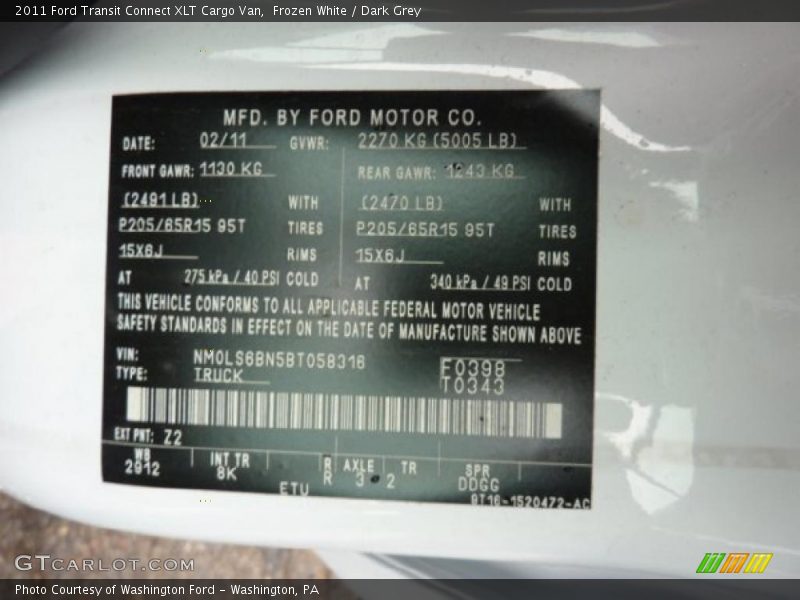 2011 Ford Transit Connect XLT Cargo Van, Frozen White / Dark Grey
MFD. BY FORD MOTOR CO.
DATE: 02/11 GVWR: 2270 KG (5005 LB)
FRONT GAWR: 1130 KG REAR GAWR: 1243 KG
(2491 LB) WITH (2470 LB) WITH
P205/65R15 95T TIRES P205/65R15 95T TIRES
15X6J RIMS 15X6J RIMS
AT 275 kPa / 40 PSI COLD AT 340 kPa / 49 PSI COLD
THIS VEHICLE CONFORMS TO ALL APPLICABLE FEDERAL MOTOR VEHICLE
SAFETY STANDARDS IN EFFECT ON THE DATE OF MANUFACTURE SHOWN ABOVE
VIN: NM0LS6BN5BT058316 F0398
TYPE: TRUCK T0343
EXT PNT: Z2
WB INT TR R AXLE TR SPR
2912 8K R 3 2 DDGG
ETU 9T16-1520472-AC
GTCARLOT.COM
Photo Courtesy of Washington Ford - Washington, PA